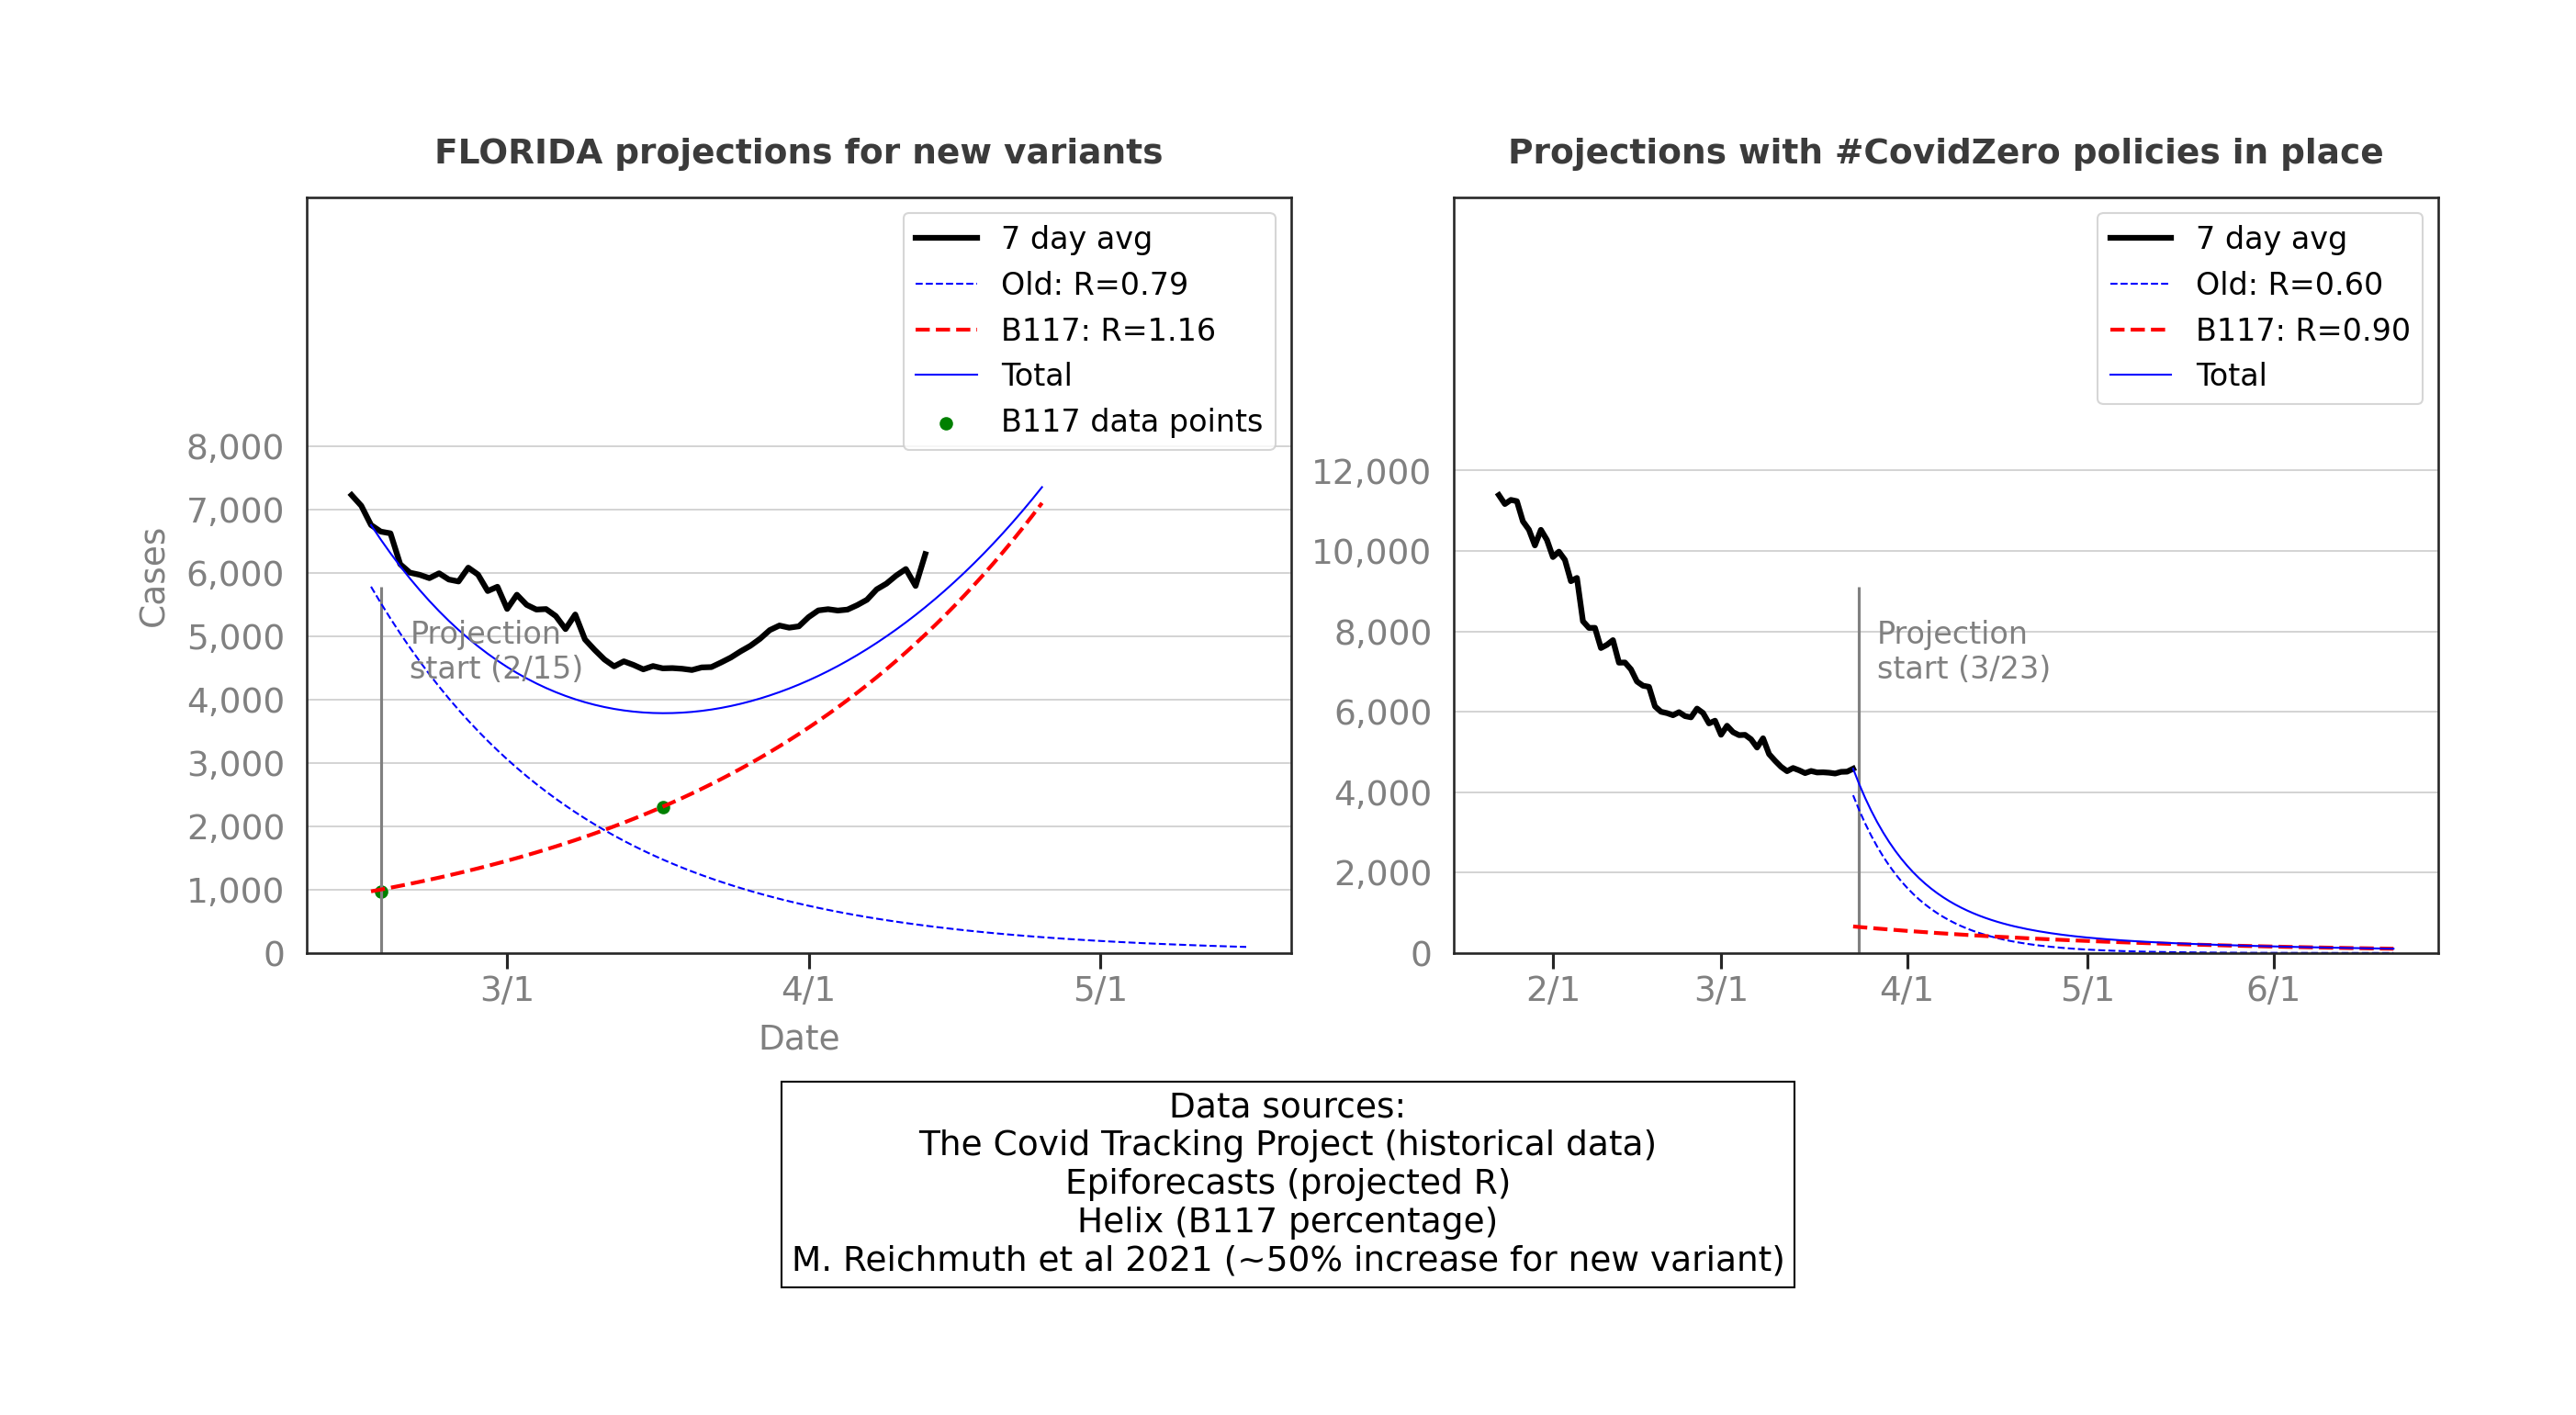 FLORIDA projections for new variants
7 day avg
Old: R=0.79
B117: R=1.16
Total
B117 data points
8,000
7,000
6,000
5,000
4,000
3,000
2,000
1,000
0
Cases
Projection
start (2/15)
3/1
4/1
5/1
Date
Projections with #CovidZero policies in place
7 day avg
Old: R=0.60
B117: R=0.90
Total
12,000
10,000
8,000
6,000
4,000
2,000
0
Projection
start (3/23)
2/1
3/1
4/1
5/1
6/1
Data sources:
The Covid Tracking Project (historical data)
Epiforecasts (projected R)
Helix (B117 percentage)
M. Reichmuth et al 2021 (~50% increase for new variant)